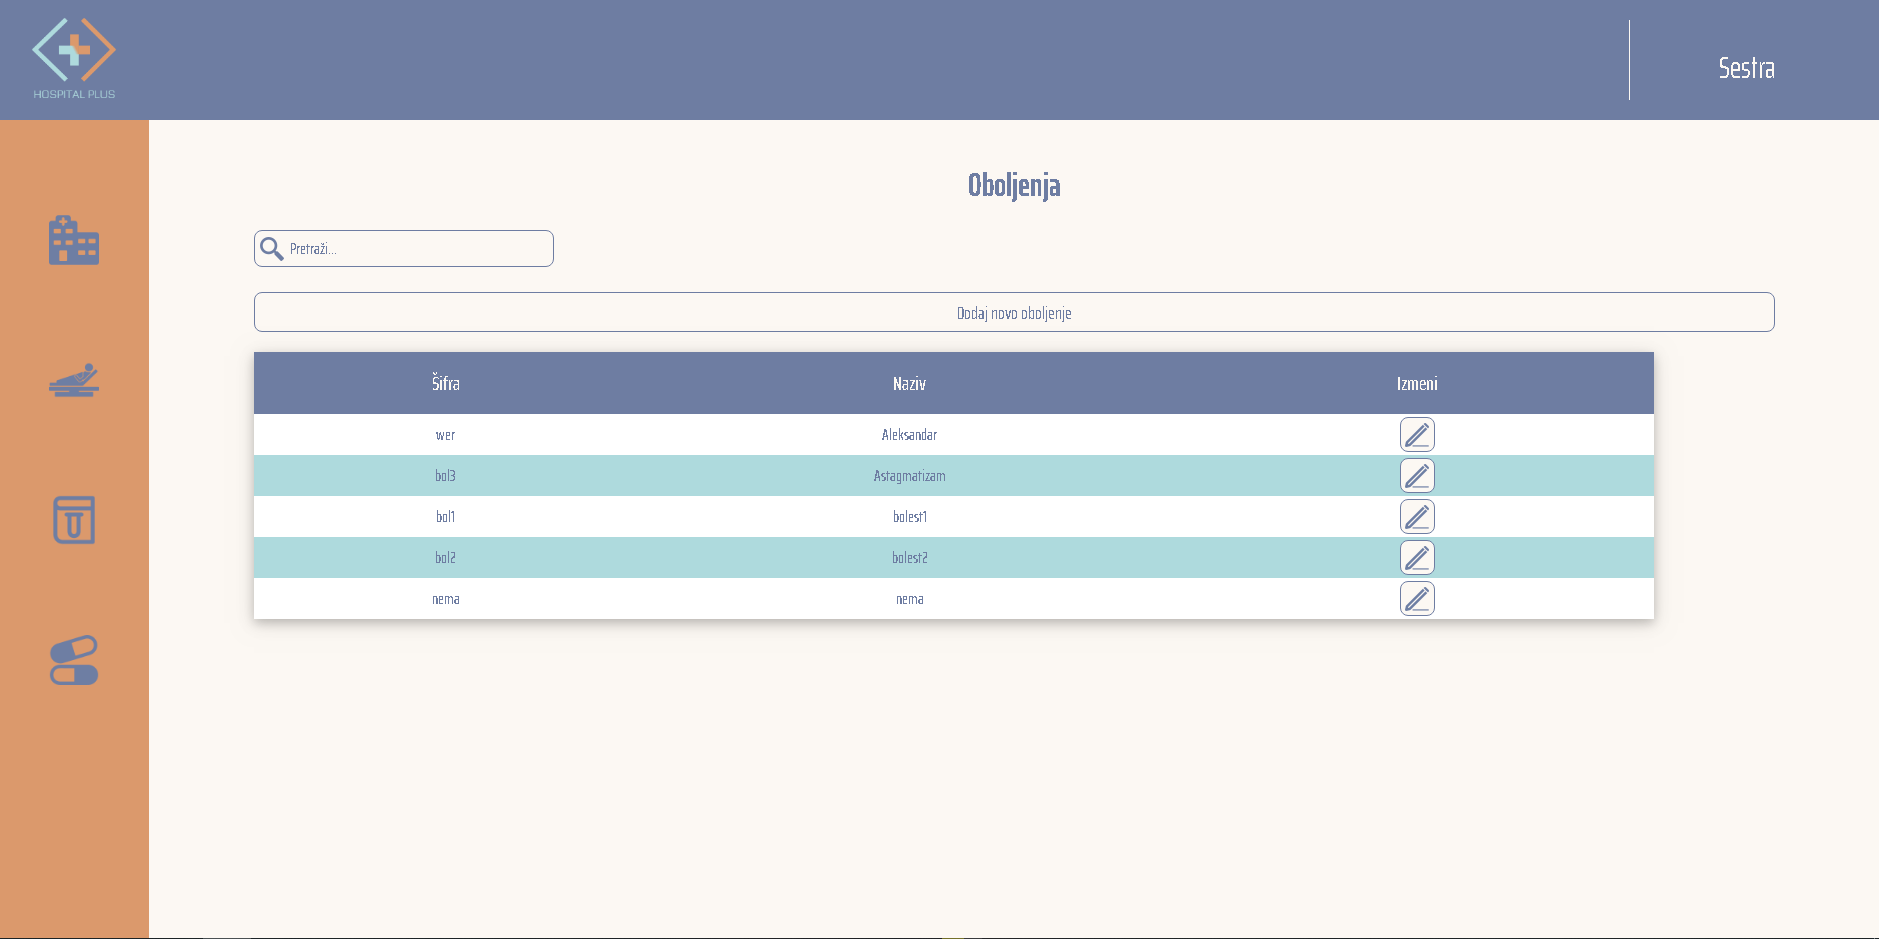 HOSPITAL PLUS
Sestra
Oboljenja
Pretraži...
Dodaj novo oboljenje
Šifra Naziv Izmeni
wer Aleksandar
bol3 Astagmatizam
bol1 bolest1
bol2 bolest2
nema nema